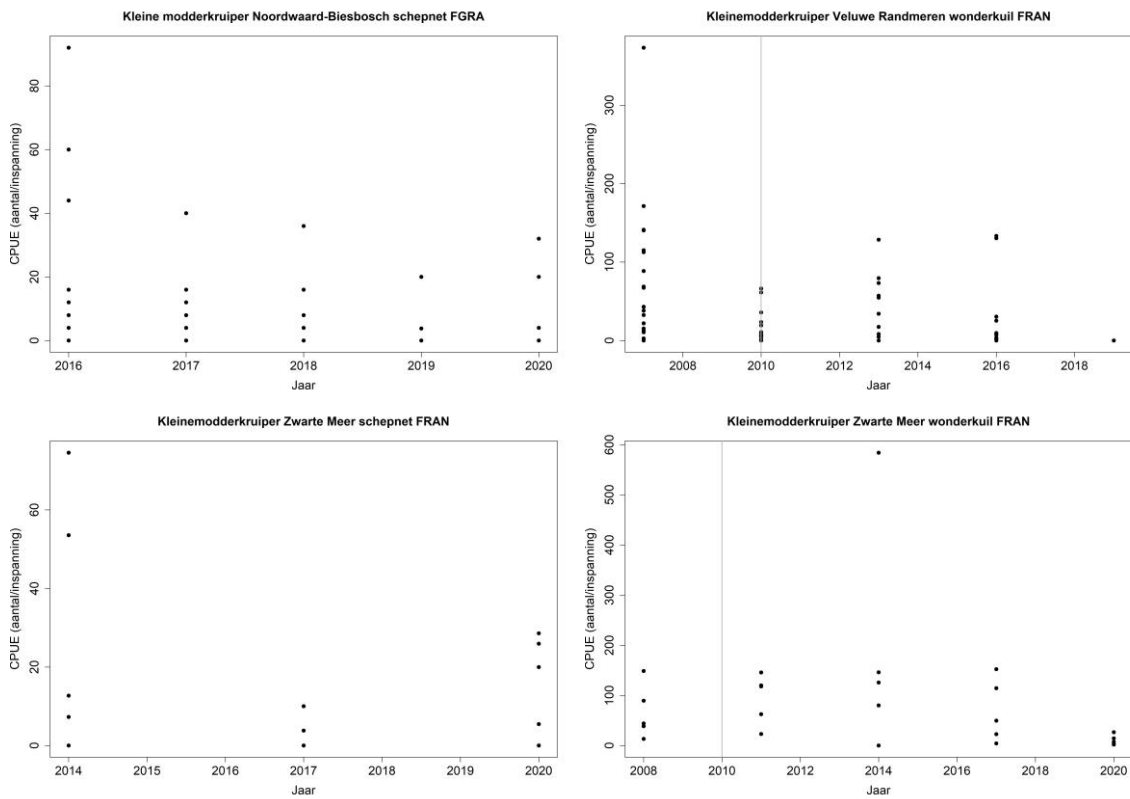 Kleine modderkruiper Noordwaard-Biesbosch schepnet FGRA
CPUE (aantal/inspanning)
80
60
40
20
0
2016 2017 2018 2019 2020
Jaar
Kleinemodderkruiper Veluwe Randmeren wonderkuil FRAN
CPUE (aantal/inspanning)
300
200
100
0
2008 2010 2012 2014 2016 2018
Jaar
Kleinemodderkruiper Zwarte Meer schepnet FRAN
CPUE (aantal/inspanning)
60
40
20
0
2014 2015 2016 2017 2018 2019 2020
Jaar
Kleinemodderkruiper Zwarte Meer wonderkuil FRAN
CPUE (aantal/inspanning)
600
500
400
300
200
100
0
2008 2010 2012 2014 2016 2018 2020
Jaar